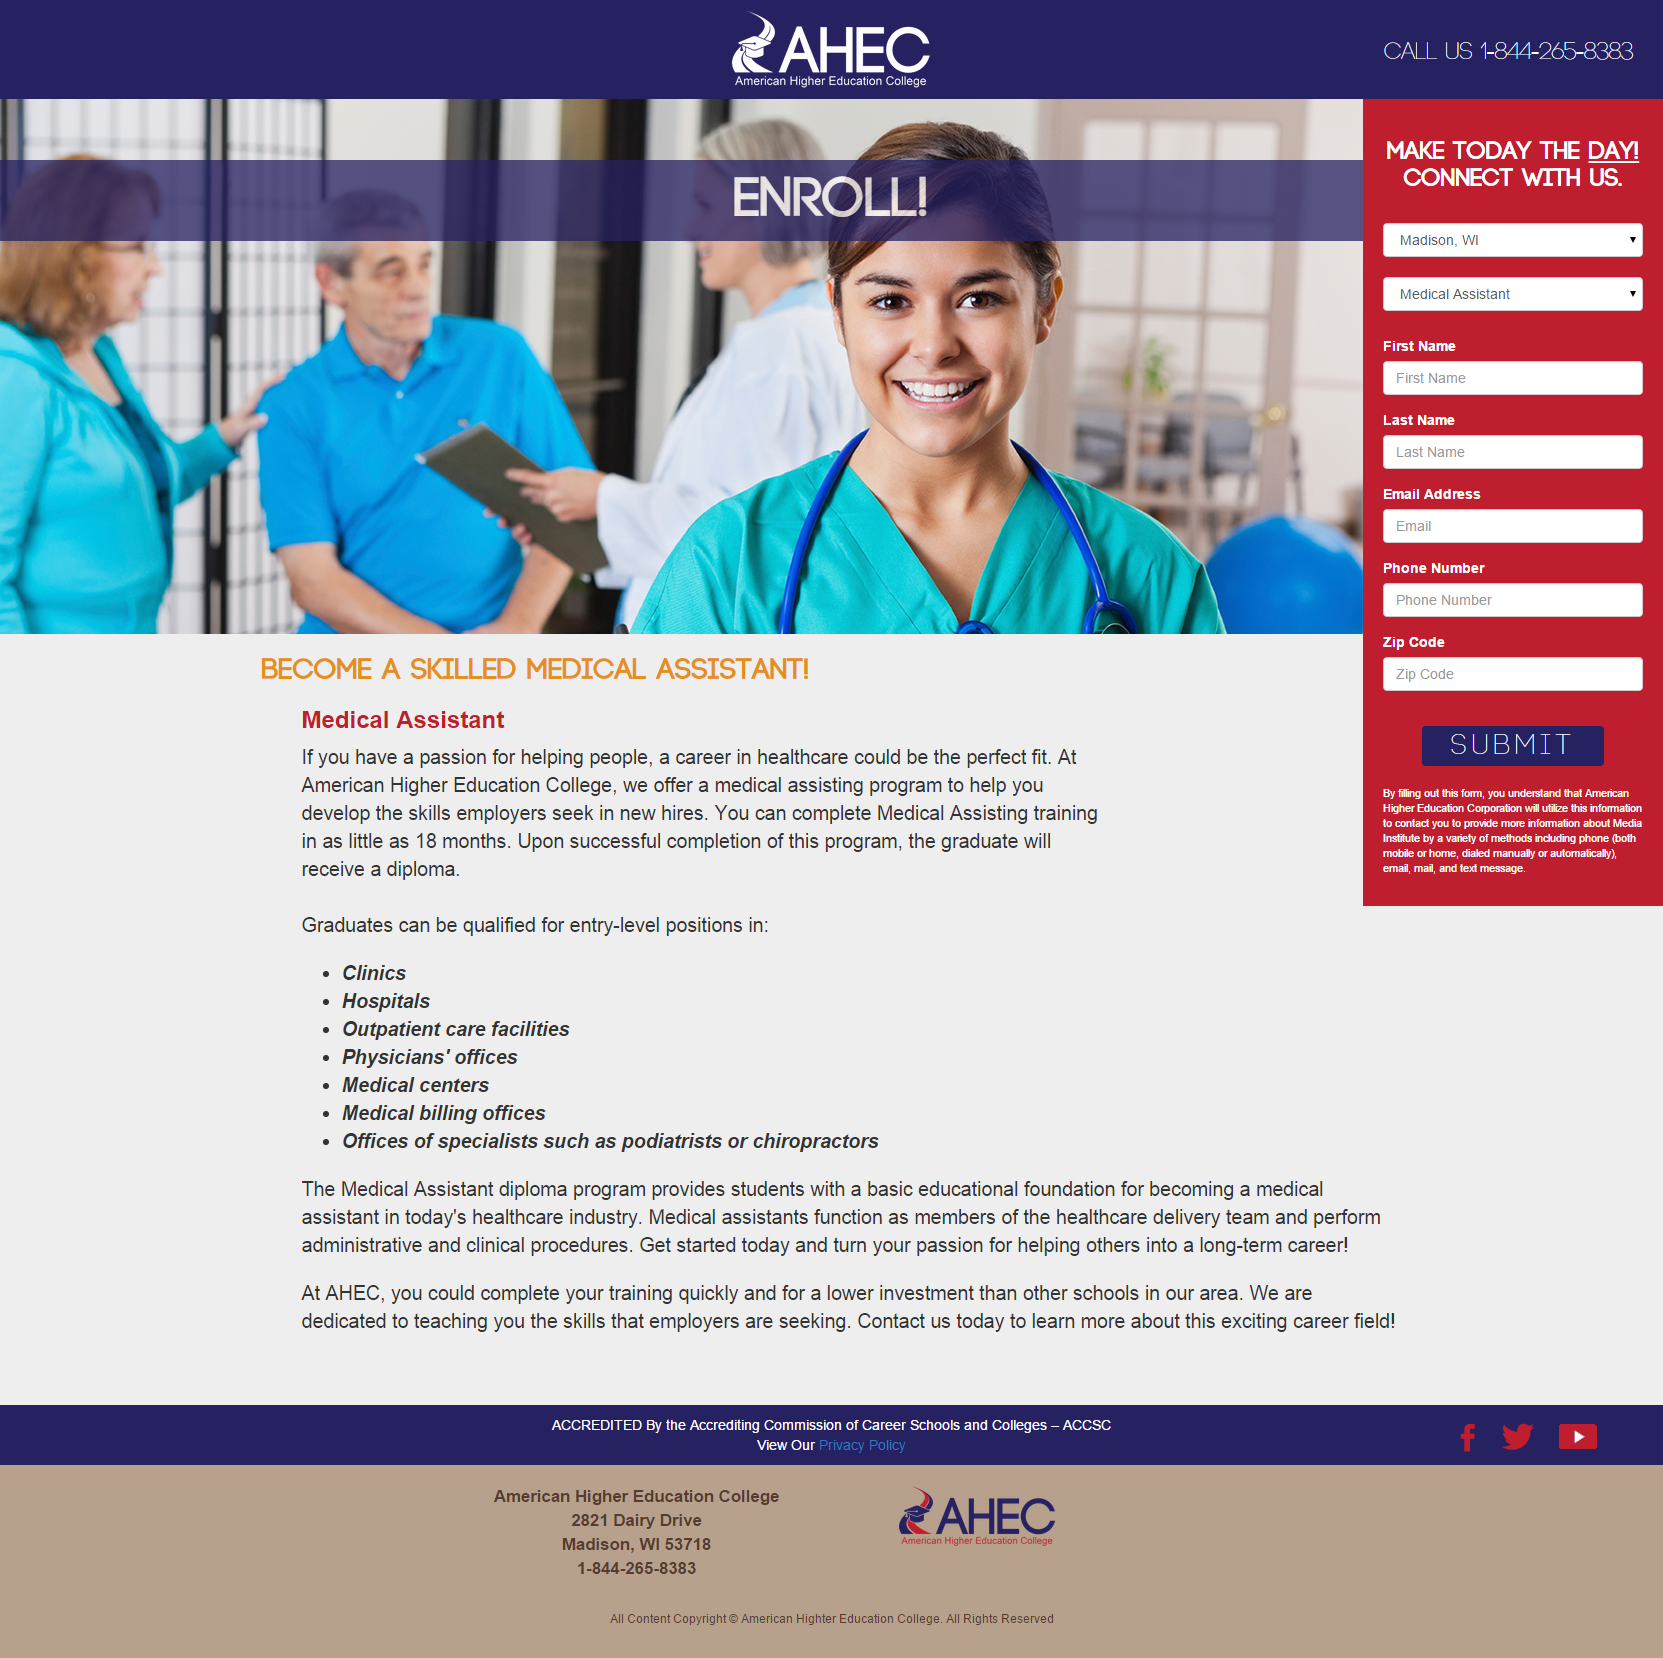 AHEC
American Higher Education College
CALL US 1-844-265-8383
ENROLL!
MAKE TODAY THE DAY!
CONNECT WITH US.
Madison, WI
Medical Assistant
First Name
First Name
Last Name
Last Name
Email Address
Email
Phone Number
Phone Number
Zip Code
Zip Code
SUBMIT
By filling out this form, you understand that American
Higher Education Corporation will utilize this information
to contact you to provide more information about Media
Institute by a variety of methods including phone (both
mobile or home, dialed manually or automatically),
email, mail, and text message.
BECOME A SKILLED MEDICAL ASSISTANT!
Medical Assistant
If you have a passion for helping people, a career in healthcare could be the perfect fit. At
American Higher Education College, we offer a medical assisting program to help you
develop the skills employers seek in new hires. You can complete Medical Assisting training
in as little as 18 months. Upon successful completion of this program, the graduate will
receive a diploma.
Graduates can be qualified for entry-level positions in:
• Clinics
• Hospitals
• Outpatient care facilities
• Physicians' offices
• Medical centers
• Medical billing offices
• Offices of specialists such as podiatrists or chiropractors
The Medical Assistant diploma program provides students with a basic educational foundation for becoming a medical
assistant in today's healthcare industry. Medical assistants function as members of the healthcare delivery team and perform
administrative and clinical procedures. Get started today and turn your passion for helping others into a long-term career!
At AHEC, you could complete your training quickly and for a lower investment than other schools in our area. We are
dedicated to teaching you the skills that employers are seeking. Contact us today to learn more about this exciting career field!
ACCREDITED By the Accrediting Commission of Career Schools and Colleges – ACCSC
View Our Privacy Policy
American Higher Education College
2821 Dairy Drive
Madison, WI 53718
1-844-265-8383
AHEC
American Higher Education College
All Content Copyright © American Highter Education College. All Rights Reserved